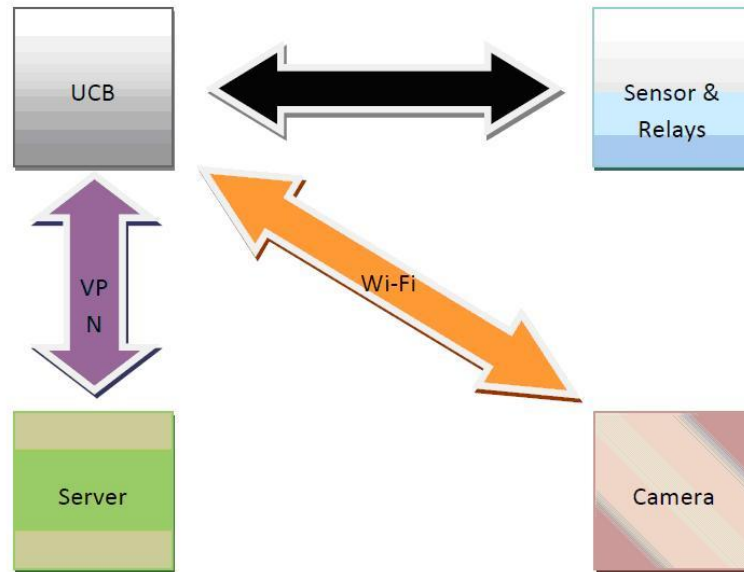 UCB
Sensor &
Relays
Wi-Fi
VP
N
Server
Camera